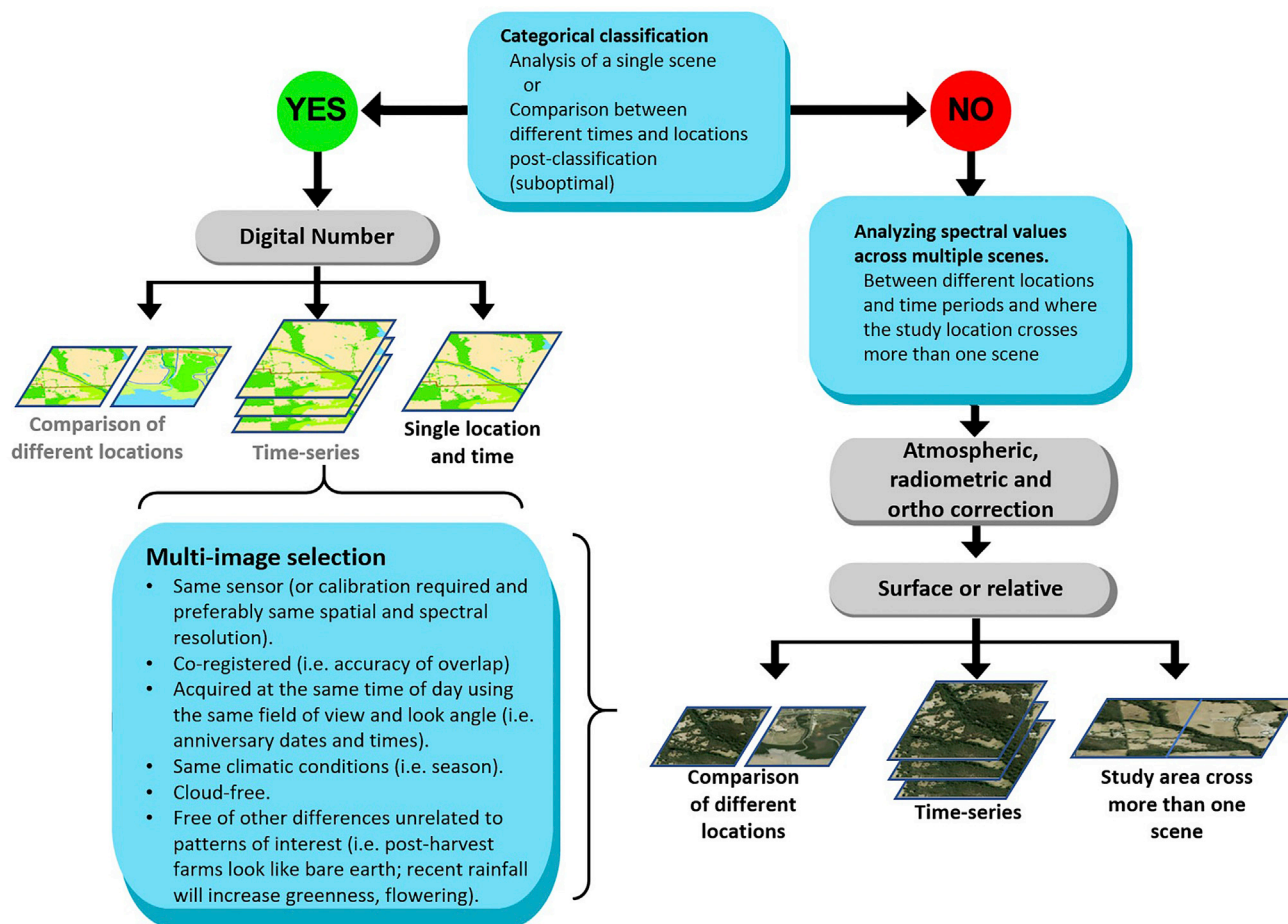 Categorical classification
Analysis of a single scene
or
Comparison between
different times and locations
post-classification
(suboptimal)
YES
NO
Digital Number
Analyzing spectral values
across multiple scenes.
Between different locations
and time periods and where
the study location crosses
more than one scene
Comparison of
different locations
Time-series
Single location
and time
Atmospheric,
radiometric and
ortho correction
Surface or relative
Multi-image selection
• Same sensor (or calibration required and
preferably same spatial and spectral
resolution).
• Co-registered (i.e. accuracy of overlap)
• Acquired at the same time of day using
the same field of view and look angle (i.e.
anniversary dates and times).
• Same climatic conditions (i.e. season).
• Cloud-free.
• Free of other differences unrelated to
patterns of interest (i.e. post-harvest
farms look like bare earth; recent rainfall
will increase greenness, flowering).
Comparison
of different
locations
Time-series
Study area cross
more than one
scene